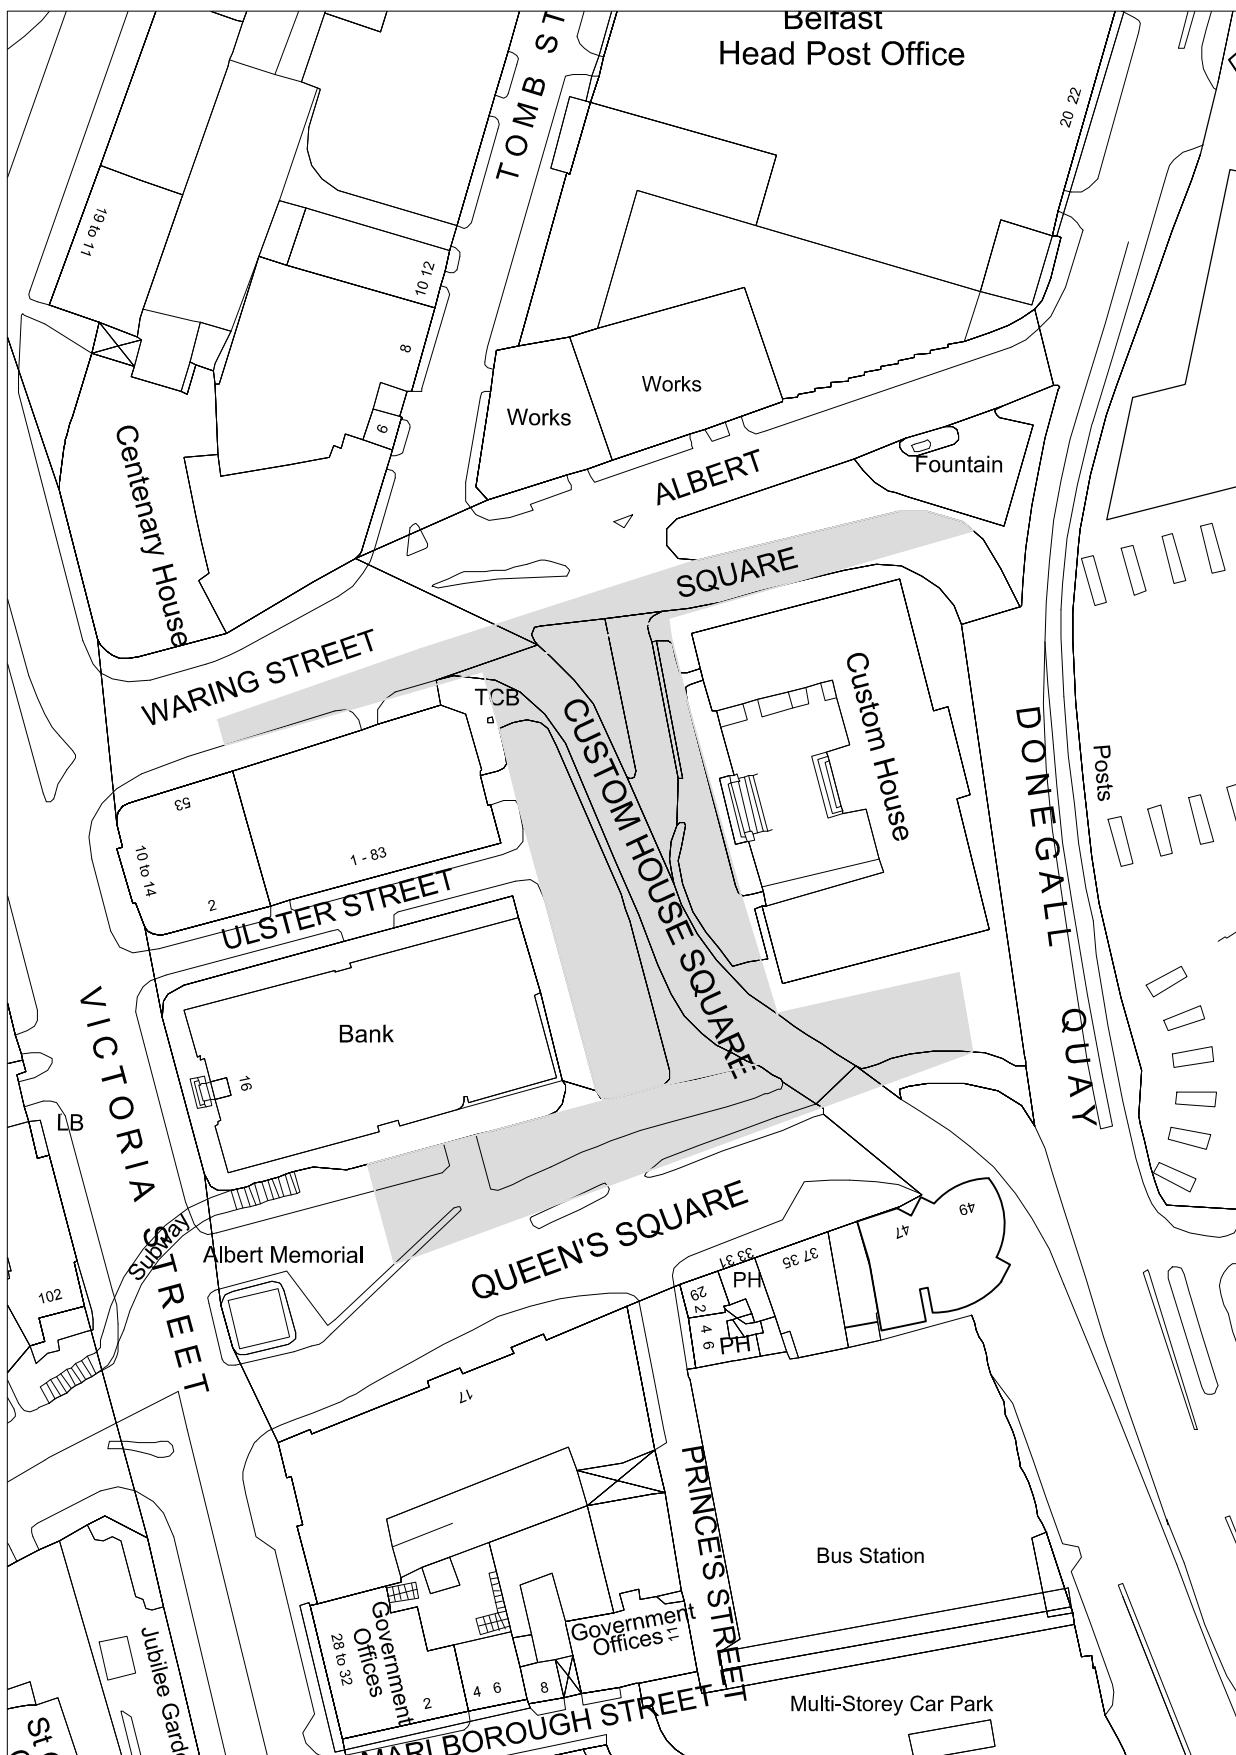 Belfast
Head Post Office
TOMB ST
20 22
19 to 11
10 12
8
6
Works
Works
ALBERT
SQUARE
Fountain
Centenary House
WARING STREET
TCB
CUSTOM HOUSE SQUARE
Custom House
DONEGALL QUAY
Posts
53
10 to 14
2
1 - 83
ULSTER STREET
VICTORIA STREET
Bank
16
LB
Subway
Albert Memorial
102
QUEEN'S SQUARE
49
47
37 35
33 31
PH
29
2
4
6
PH
17
PRINCE'S STREET
Bus Station
Government
Offices
28 to 32
Government
Offices
11
2
4 6
8
MARLBOROUGH STREET
Multi-Storey Car Park
Jubilee Garde
St